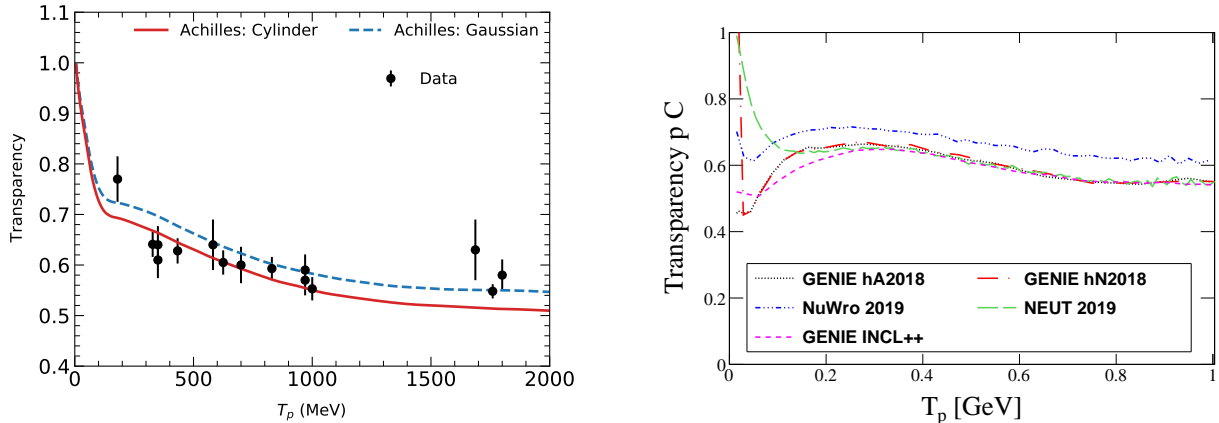 1.1
1.0
0.9
0.8
0.7
0.6
0.5
0.4
Transparency
Achilles: Cylinder
Achilles: Gaussian
Data
0 500 1000 1500 2000
T_p (MeV)
1
0.8
0.6
0.4
0.2
0
Transparency p C
GENIE hA2018
GENIE hN2018
NuWro 2019
NEUT 2019
GENIE INCL++
0 0.2 0.4 0.6 0.8 1
T_p [GeV]